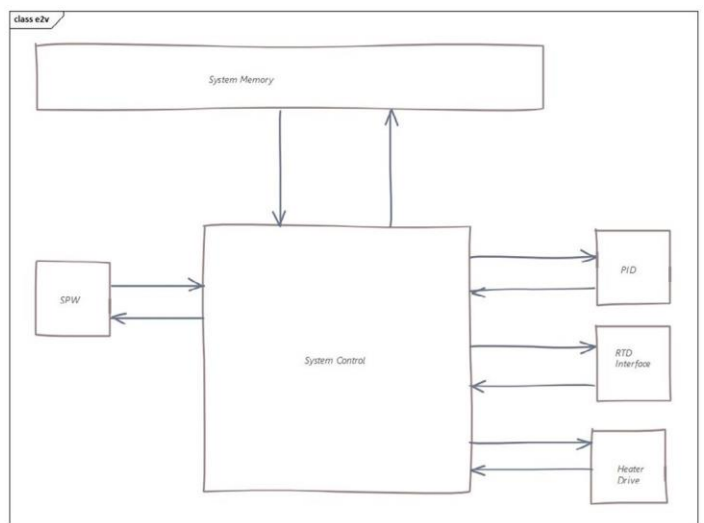 class e2v
System Memory
SPW
System Control
PID
RTD
Interface
Heater
Drive